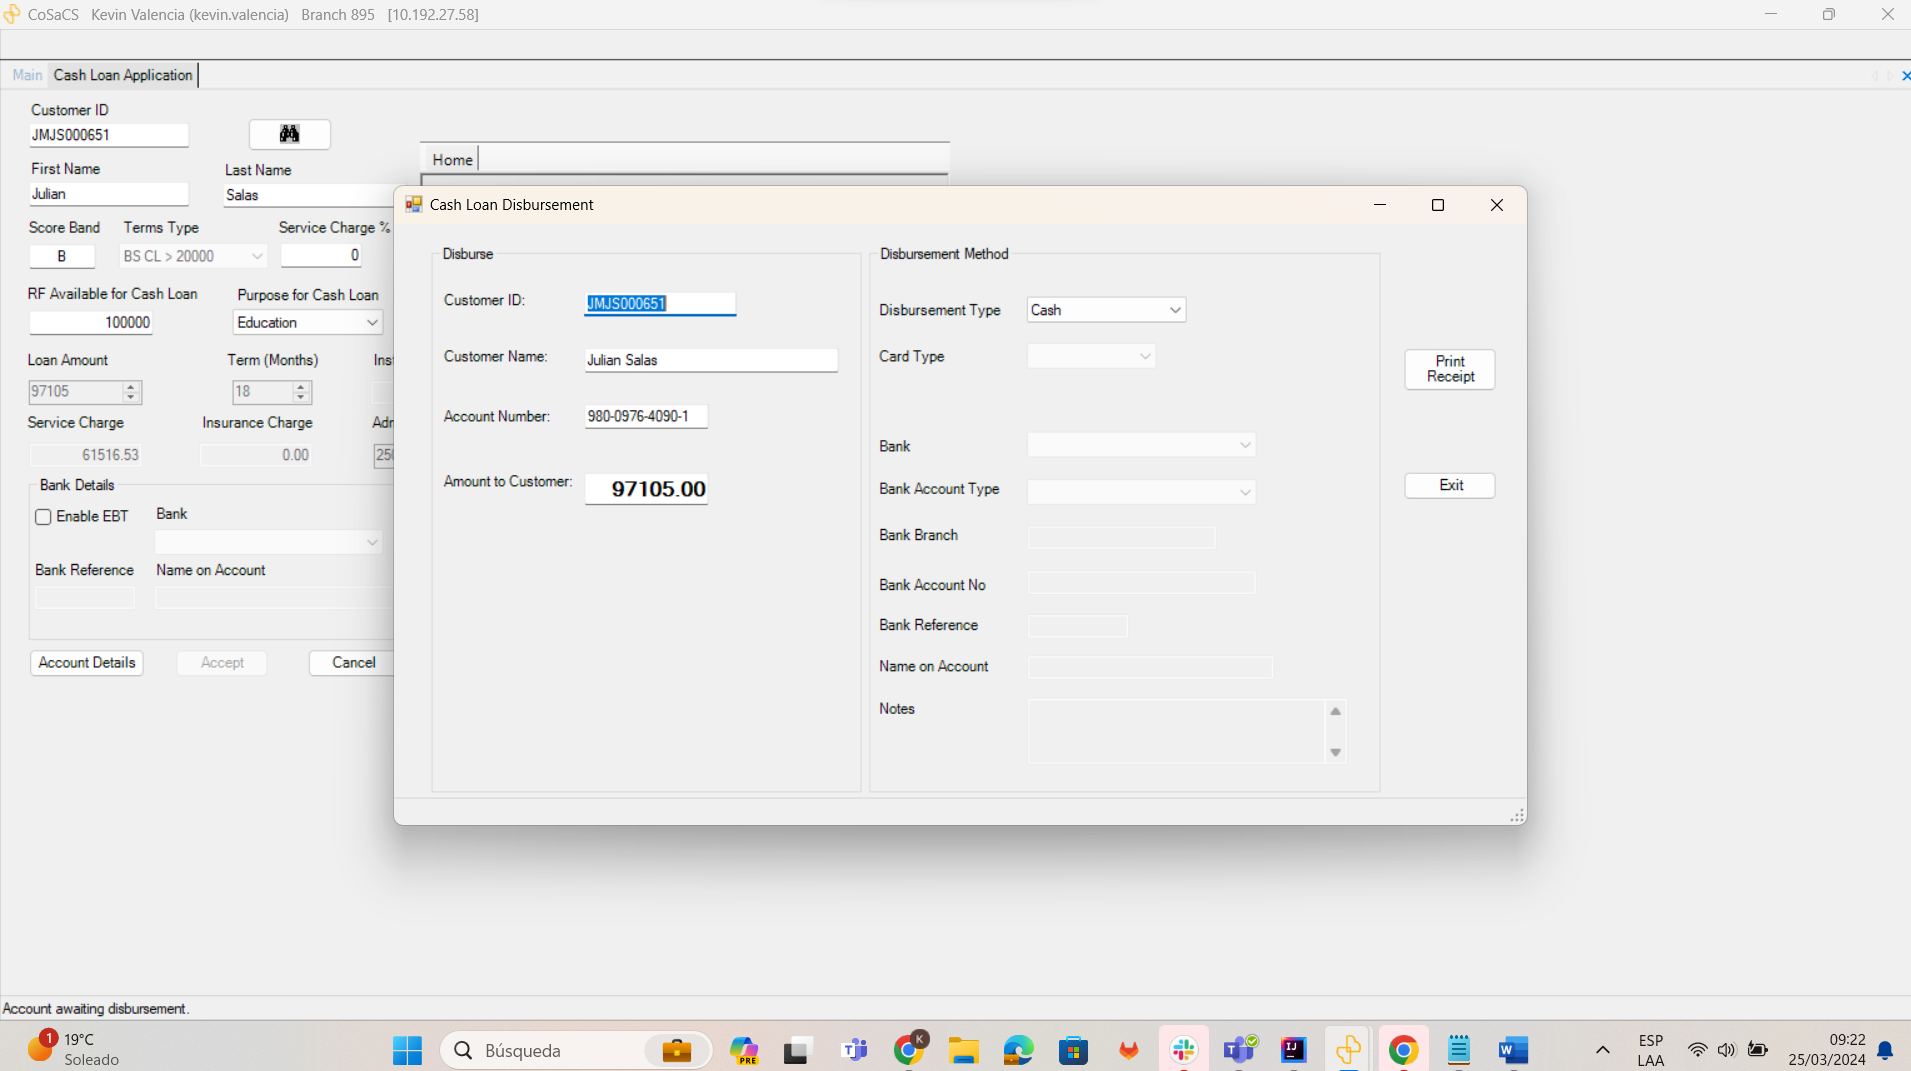 CoSaCS Kevin Valencia (kevin.valencia) Branch 895 [10.192.27.58]
Main Cash Loan Application
Customer ID
JMJS000651
First Name Last Name
Julian Salas
Score Band Terms Type Service Charge %
B BS CL > 20000 0
RF Available for Cash Loan Purpose for Cash Loan
100000 Education
Loan Amount Term (Months) Inst
97105 18
Service Charge Insurance Charge Adr
61516.53 0.00 250
Bank Details
Enable EBT Bank
Bank Reference Name on Account
Account Details Accept Cancel
Home
Cash Loan Disbursement
Disburse
Customer ID: JMJS000651
Customer Name: Julian Salas
Account Number: 980-0976-4090-1
Amount to Customer: 97105.00
Disbursement Method
Disbursement Type Cash
Card Type
Bank
Bank Account Type
Bank Branch
Bank Account No
Bank Reference
Name on Account
Notes
Print
Receipt
Exit
Account awaiting disbursement.
1
19°C
Soleado
Búsqueda
PRE
K
IJ
W
ESP
LAA
09:22
25/03/2024